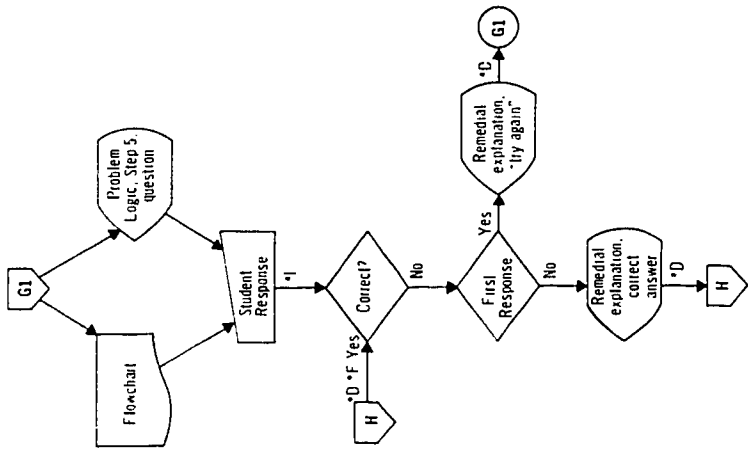 G1
Flowchart
Problem
Logic, Step 5,
question
Student
Response
*I
Correct?
*D *F Yes
H
No
First
Response
Yes
Remedial
explanation,
"try again"
*D
G1
No
Remedial
explanation,
correct
answer
*D
H